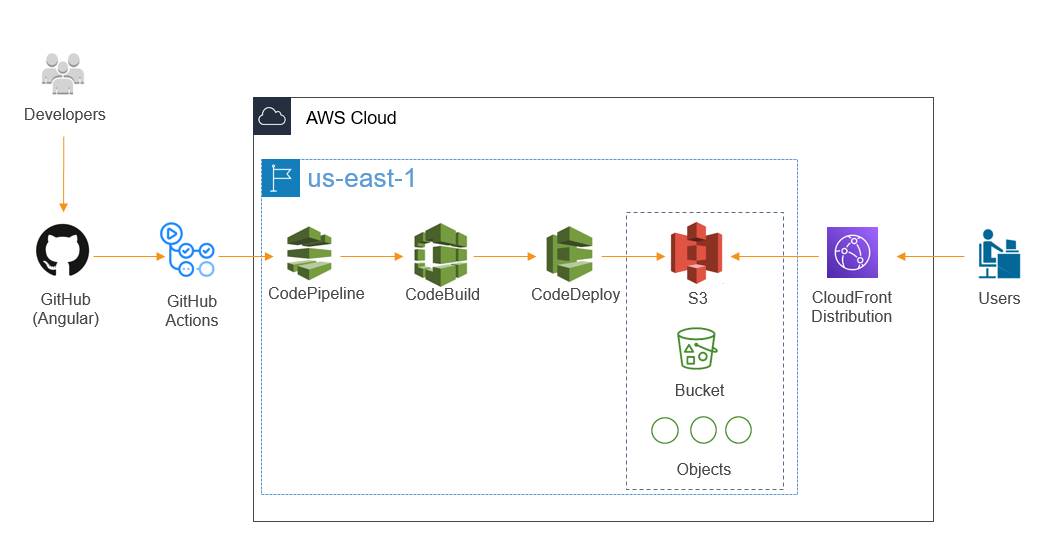 Developers
AWS Cloud
us-east-1
GitHub
(Angular)
GitHub
Actions
CodePipeline
CodeBuild
CodeDeploy
S3
CloudFront
Distribution
Users
Bucket
Objects